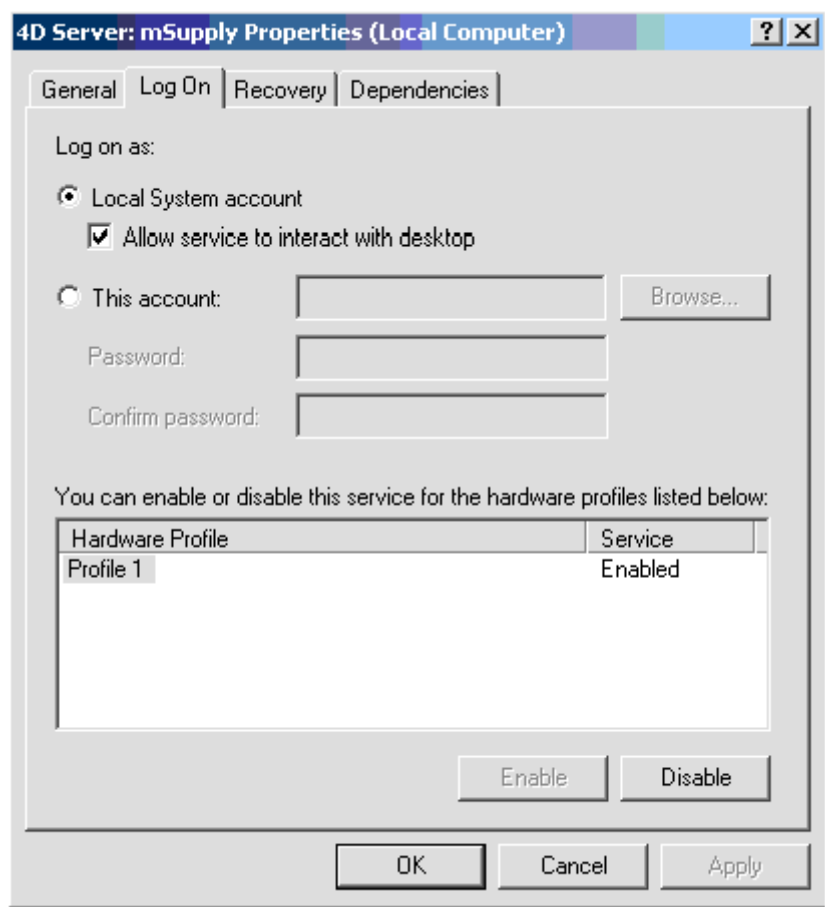 4D Server: mSupply Properties (Local Computer) ? X
General Log On Recovery Dependencies
Log on as:
Local System account
Allow service to interact with desktop
This account: Browse...
Password:
Confirm password:
You can enable or disable this service for the hardware profiles listed below:
Hardware Profile Service
Profile 1 Enabled
Enable Disable
OK Cancel Apply